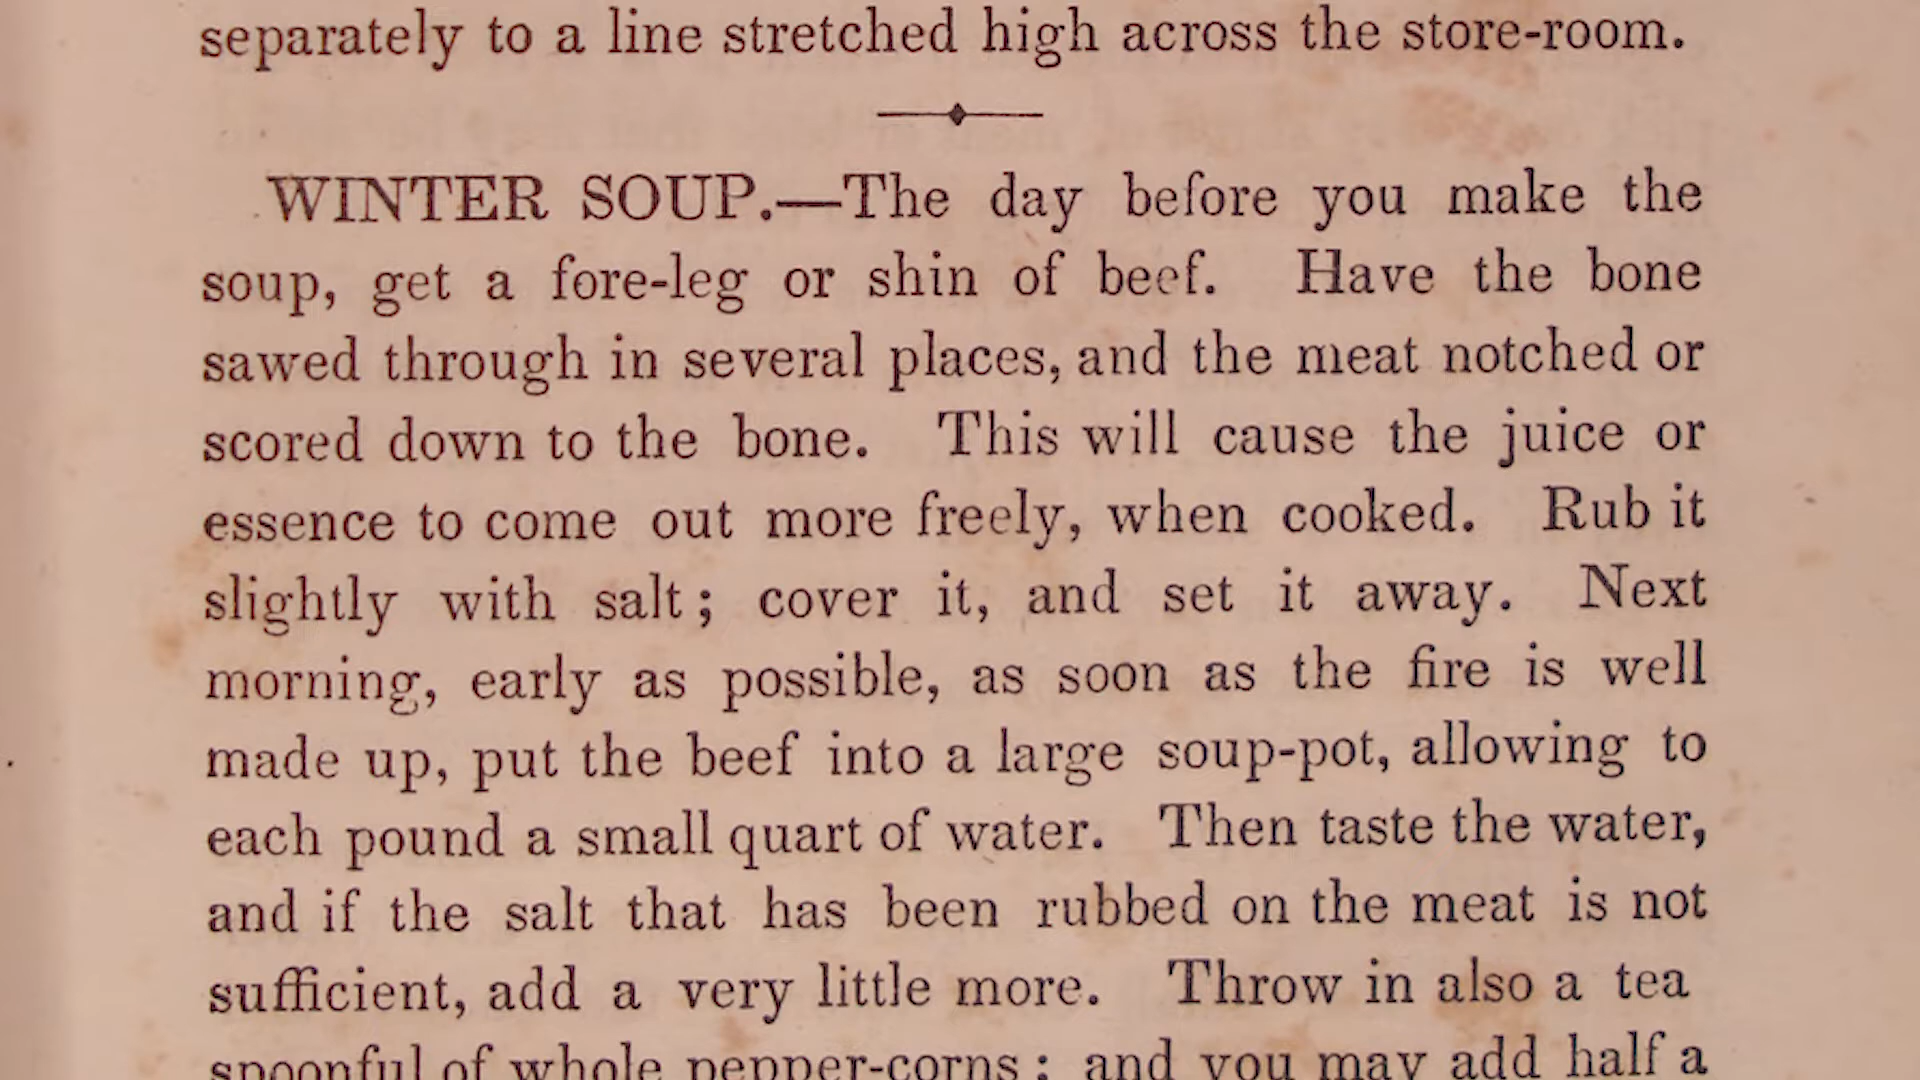 separately to a line stretched high across the store-room.
WINTER SOUP.—The day before you make the
soup, get a fore-leg or shin of beef. Have the bone
sawed through in several places, and the meat notched or
scored down to the bone. This will cause the juice or
essence to come out more freely, when cooked. Rub it
slightly with salt; cover it, and set it away. Next
morning, early as possible, as soon as the fire is well
made up, put the beef into a large soup-pot, allowing to
each pound a small quart of water. Then taste the water,
and if the salt that has been rubbed on the meat is not
sufficient, add a very little more. Throw in also a tea
spoonful of whole pepper-corns; and you may add half a